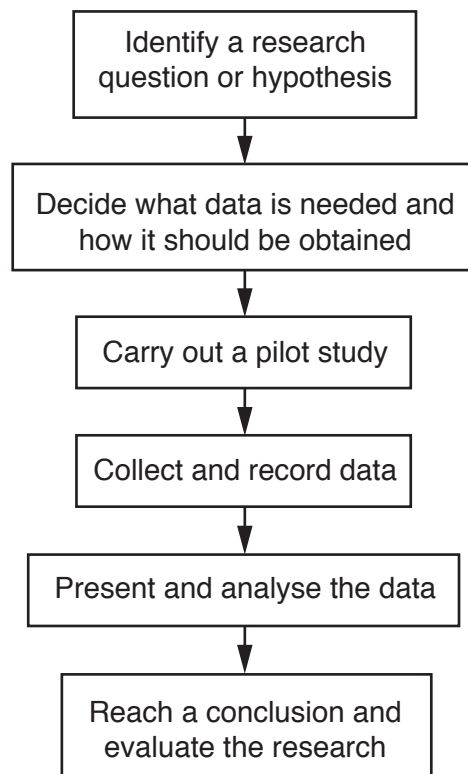 Identify a research
question or hypothesis
Decide what data is needed and
how it should be obtained
Carry out a pilot study
Collect and record data
Present and analyse the data
Reach a conclusion and
evaluate the research